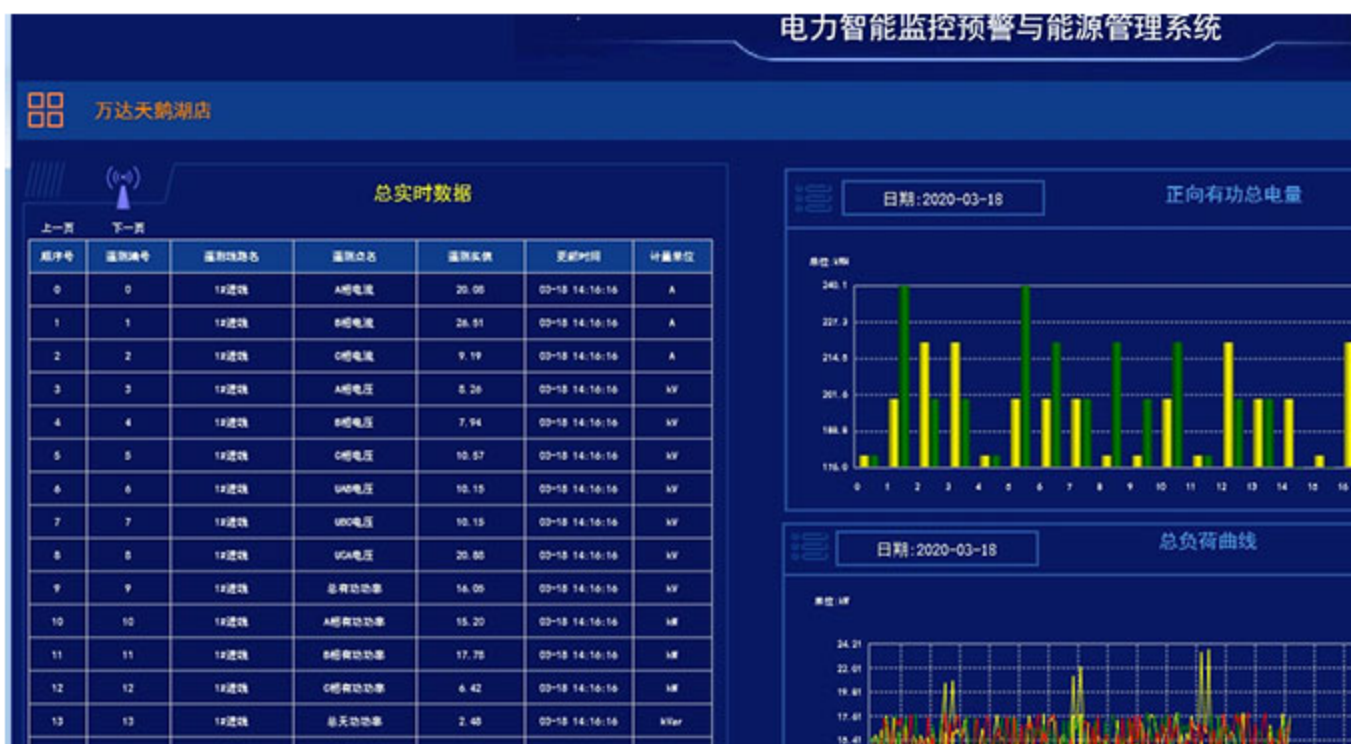 电力智能监控预警与能源管理系统
万达天鹅湖店
总实时数据
上一页 下一页
顺序号 遥测编号 遥测线路名 遥测点名 遥测实值 更新时间 计量单位
0 0 1#进线 A相电流 20.05 03-18 14:16:16 A
1 1 1#进线 B相电流 26.51 03-18 14:16:16 A
2 2 1#进线 C相电流 9.19 03-18 14:16:16 A
3 3 1#进线 A相电压 8.26 03-18 14:16:16 kV
4 4 1#进线 B相电压 7.94 03-18 14:16:16 kV
5 5 1#进线 C相电压 10.57 03-18 14:16:16 kV
6 6 1#进线 UAB电压 10.15 03-18 14:16:16 kV
7 7 1#进线 UBC电压 10.15 03-18 14:16:16 kV
8 8 1#进线 UCA电压 03-18 14:16:16 kV
9 9 1#进线 总有功功率 03-18 14:16:16 kV
10 10 1#进线 A相有功功率 15.20 03-18 14:16:16 kW
11 11 1#进线 B相有功功率 17.75 03-18 14:16:16 kW
12 12 1#进线 C相有功功率 6.42 03-18 14:16:16 kW
13 13 1#进线 总无功功率 2.48 03-18 14:16:16 kVar
日期:2020-03-18
正向有功总电量
单位:kWh
240.1
227.3
201.6
0 1 2 3 4 5 6 7 8 9 10 11 12 13 14 15 16
日期:2020-03-18
总负荷曲线
单位:kW
24.21
22.01
19.81
17.61
15.41